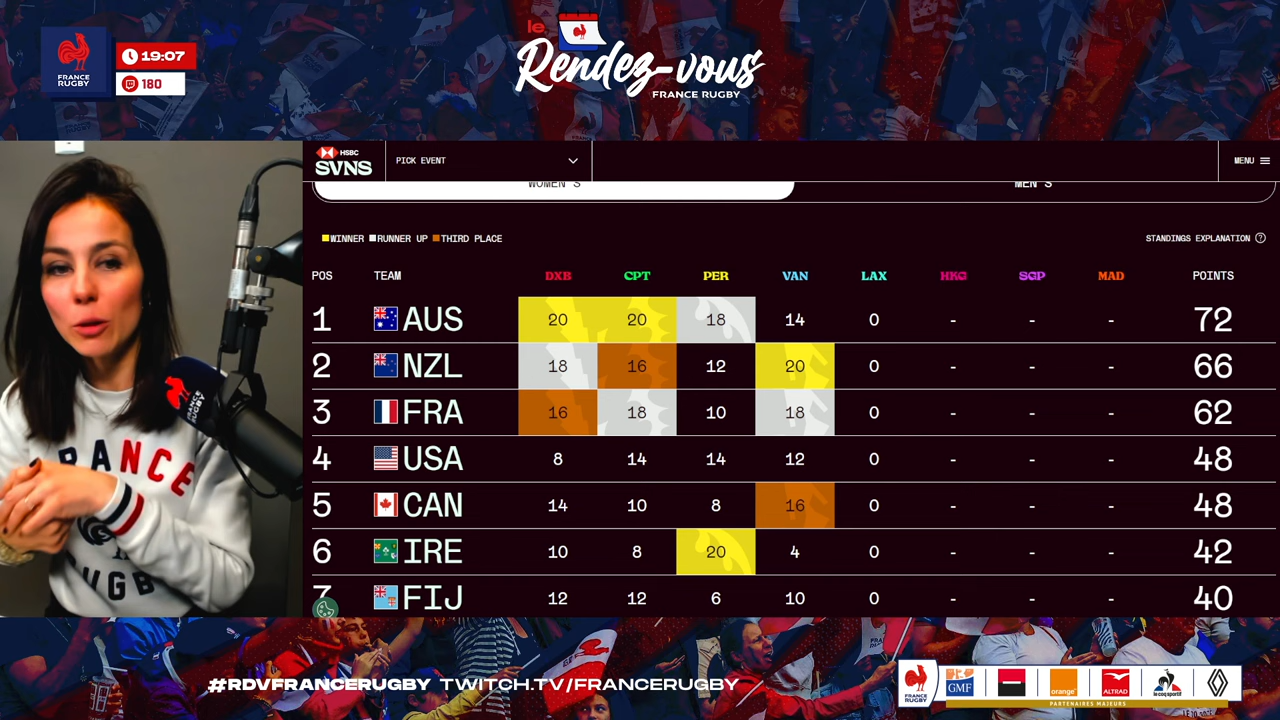 le
Rendez-vous
FRANCE RUGBY
FRANCE
RUGBY
19:07
180
HSBC
SVNS
PICK EVENT
MENU
WOMEN'S
MEN'S
WINNER RUNNER UP THIRD PLACE
STANDINGS EXPLANATION ?
POS TEAM DXB CPT PER VAN LAX HKG SGP MAD POINTS
1 AUS 20 20 18 14 0 - - - 72
2 NZL 18 16 12 20 0 - - - 66
3 FRA 16 18 10 18 0 - - - 62
4 USA 8 14 14 12 0 - - - 48
5 CAN 14 10 8 16 0 - - - 48
6 IRE 10 8 20 4 0 - - - 42
7 FIJ 12 12 6 10 0 - - - 40
FRANCE
RUGBY
FRANCE
RUGBY
#RDVFRANCERUGBY TWITCH.TV/FRANCERUGBY
FRANCE
RUGBY
GMF
orange
ALTRAD
le coq sportif
PARTENAIRES MAJEURS